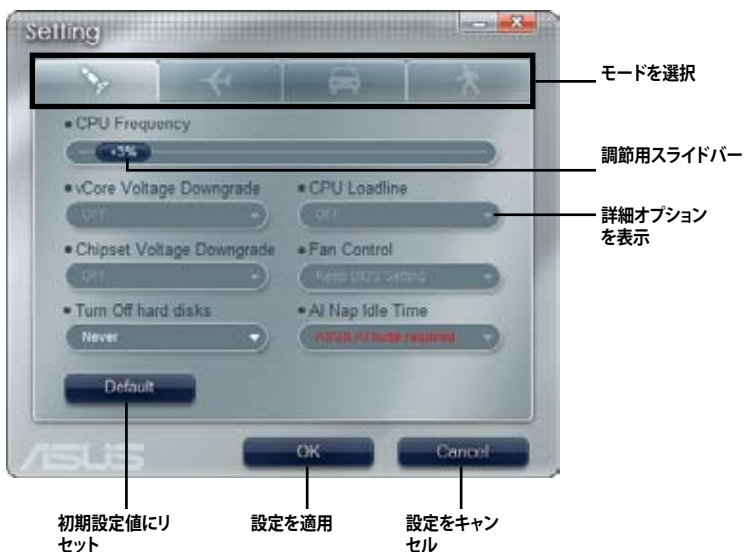 Setting
モードを選択
• CPU Frequency
+3%
調節用スライドバー
• vCore Voltage Downgrade
• CPU Loadline
OFF
OFF
詳細オプション
を表示
• Chipset Voltage Downgrade
• Fan Control
OFF
Keep BIOS Setting
• Turn Off hard disks
• AI Nap Idle Time
Never
ASUS AI Suite required
Default
ASUS
OK
Cancel
初期設定値にリ
セット
設定を適用
設定をキャン
セル